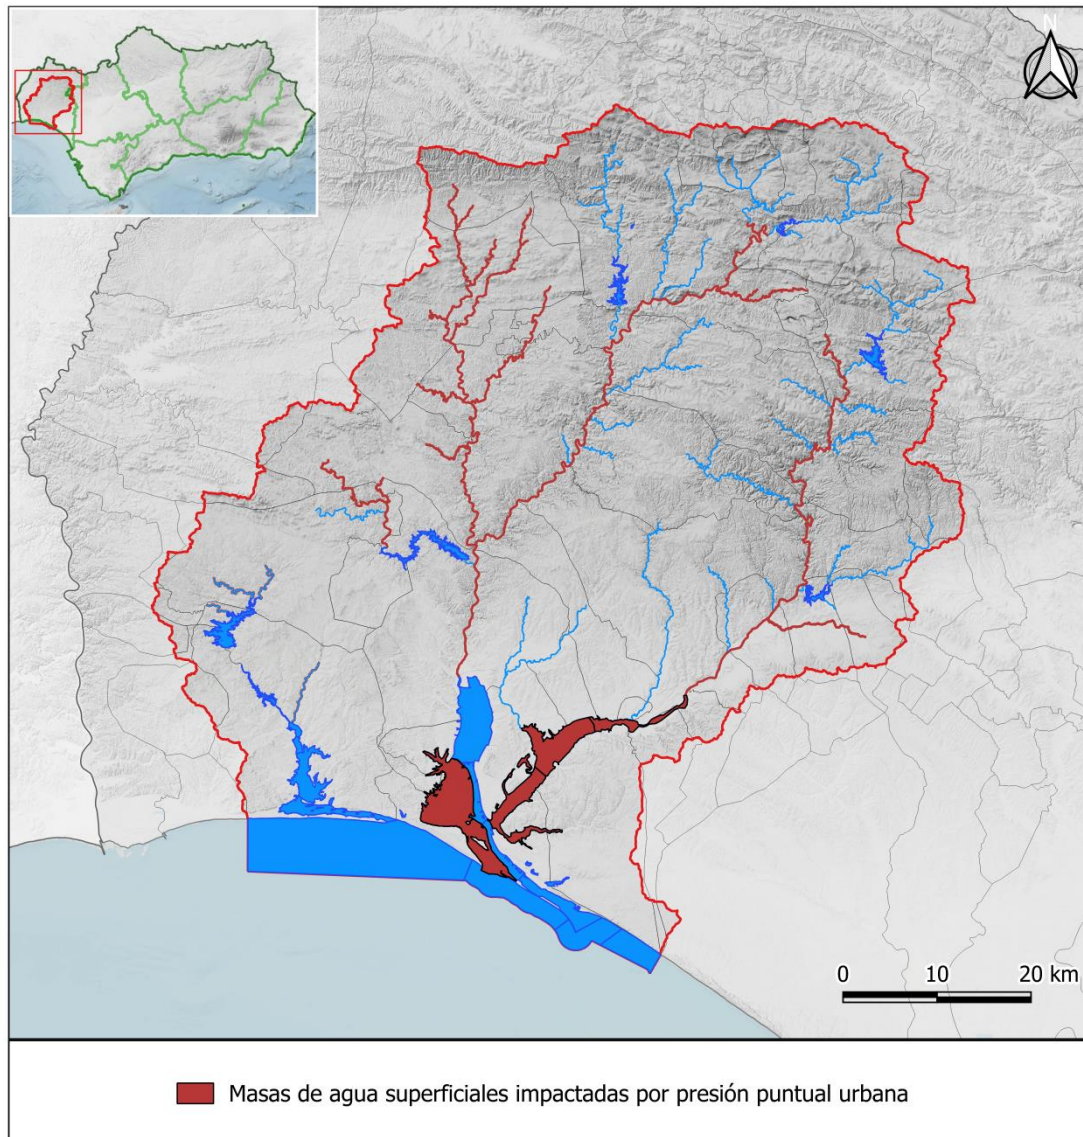 N
0 10 20 km
Masas de agua superficiales impactadas por presión puntual urbana